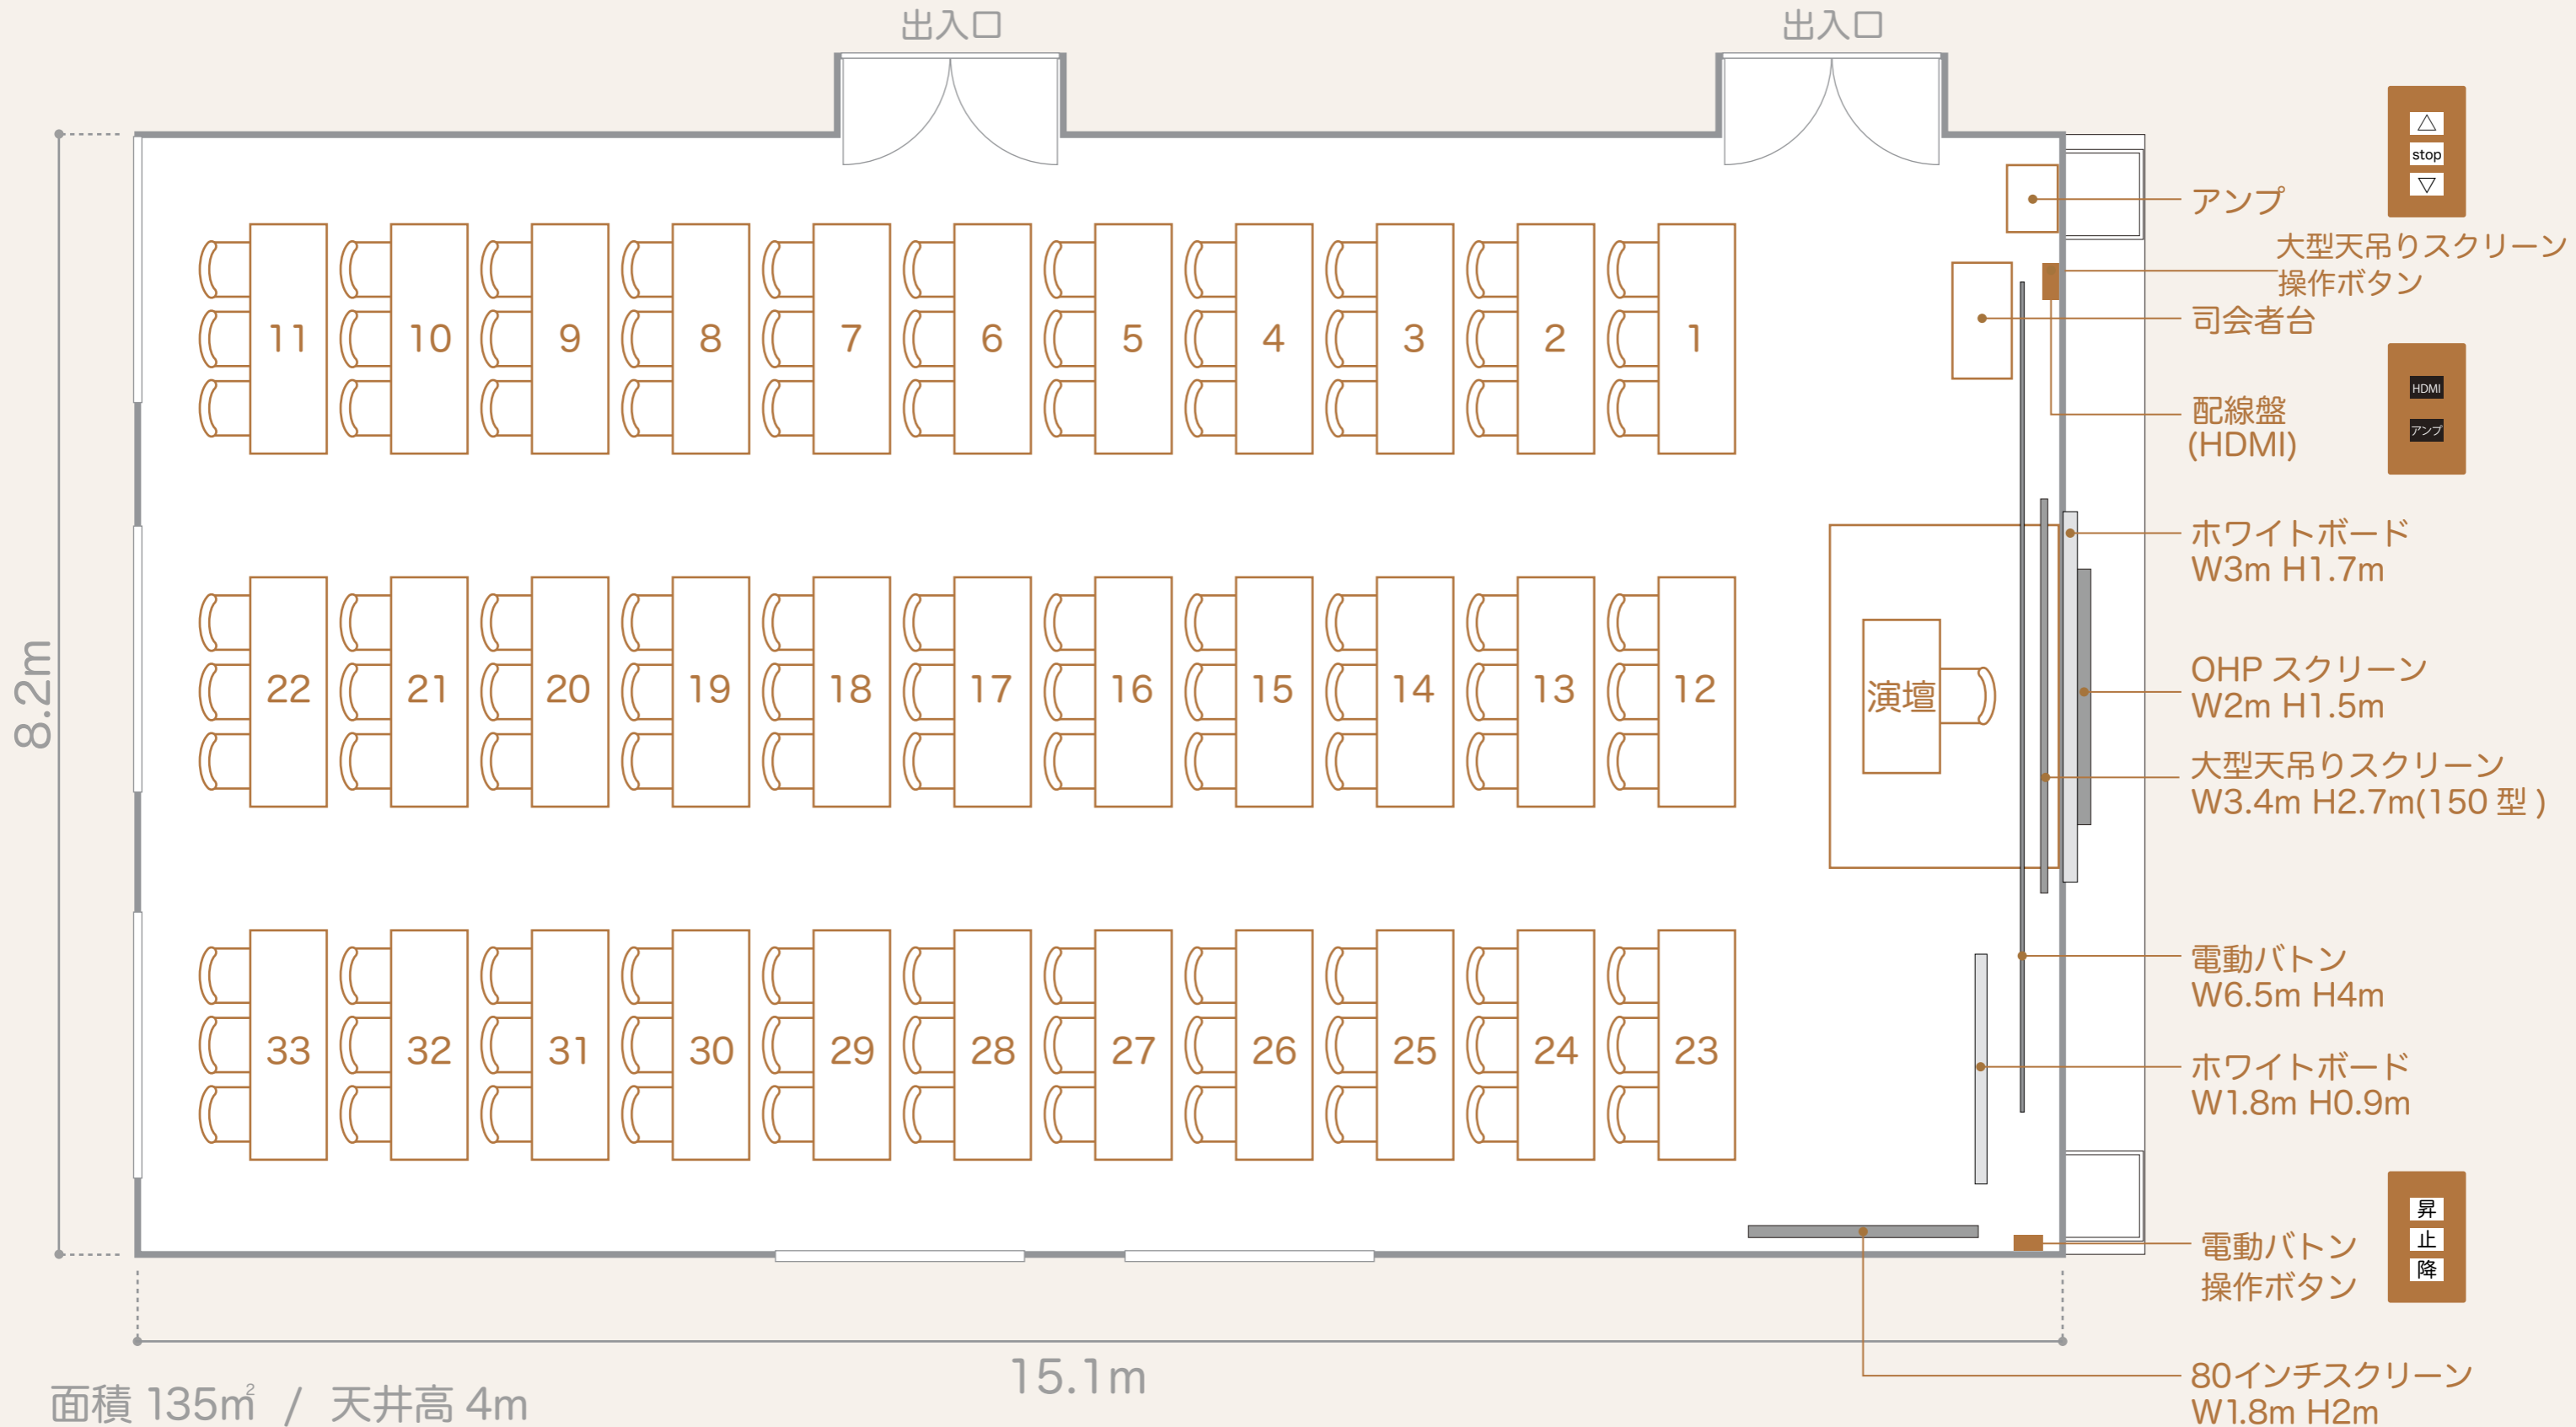 出入口
出入口
△
stop
▽
アンプ
大型天吊りスクリーン
操作ボタン
司会者台
配線盤
(HDMI)
HDMI
アンプ
11
10
9
8
7
6
5
4
3
2
1
ホワイトボード
W3m H1.7m
8.2m
22
21
20
19
18
17
16
15
14
13
12
演壇
OHP スクリーン
W2m H1.5m
大型天吊りスクリーン
W3.4m H2.7m(150 型 )
電動バトン
W6.5m H4m
33
32
31
30
29
28
27
26
25
24
23
ホワイトボード
W1.8m H0.9m
電動バトン
操作ボタン
昇
止
降
15.1m
80インチスクリーン
W1.8m H2m
面積 135㎡ / 天井高 4m